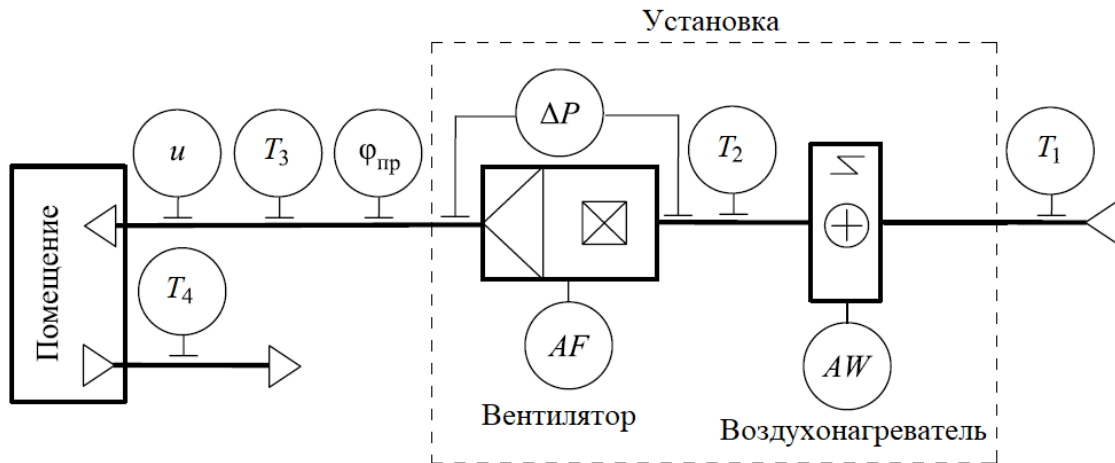 Установка
ΔP
u
T3
φпр
T2
T1
Помещение
T4
AF
AW
Вентилятор
Воздухонагреватель